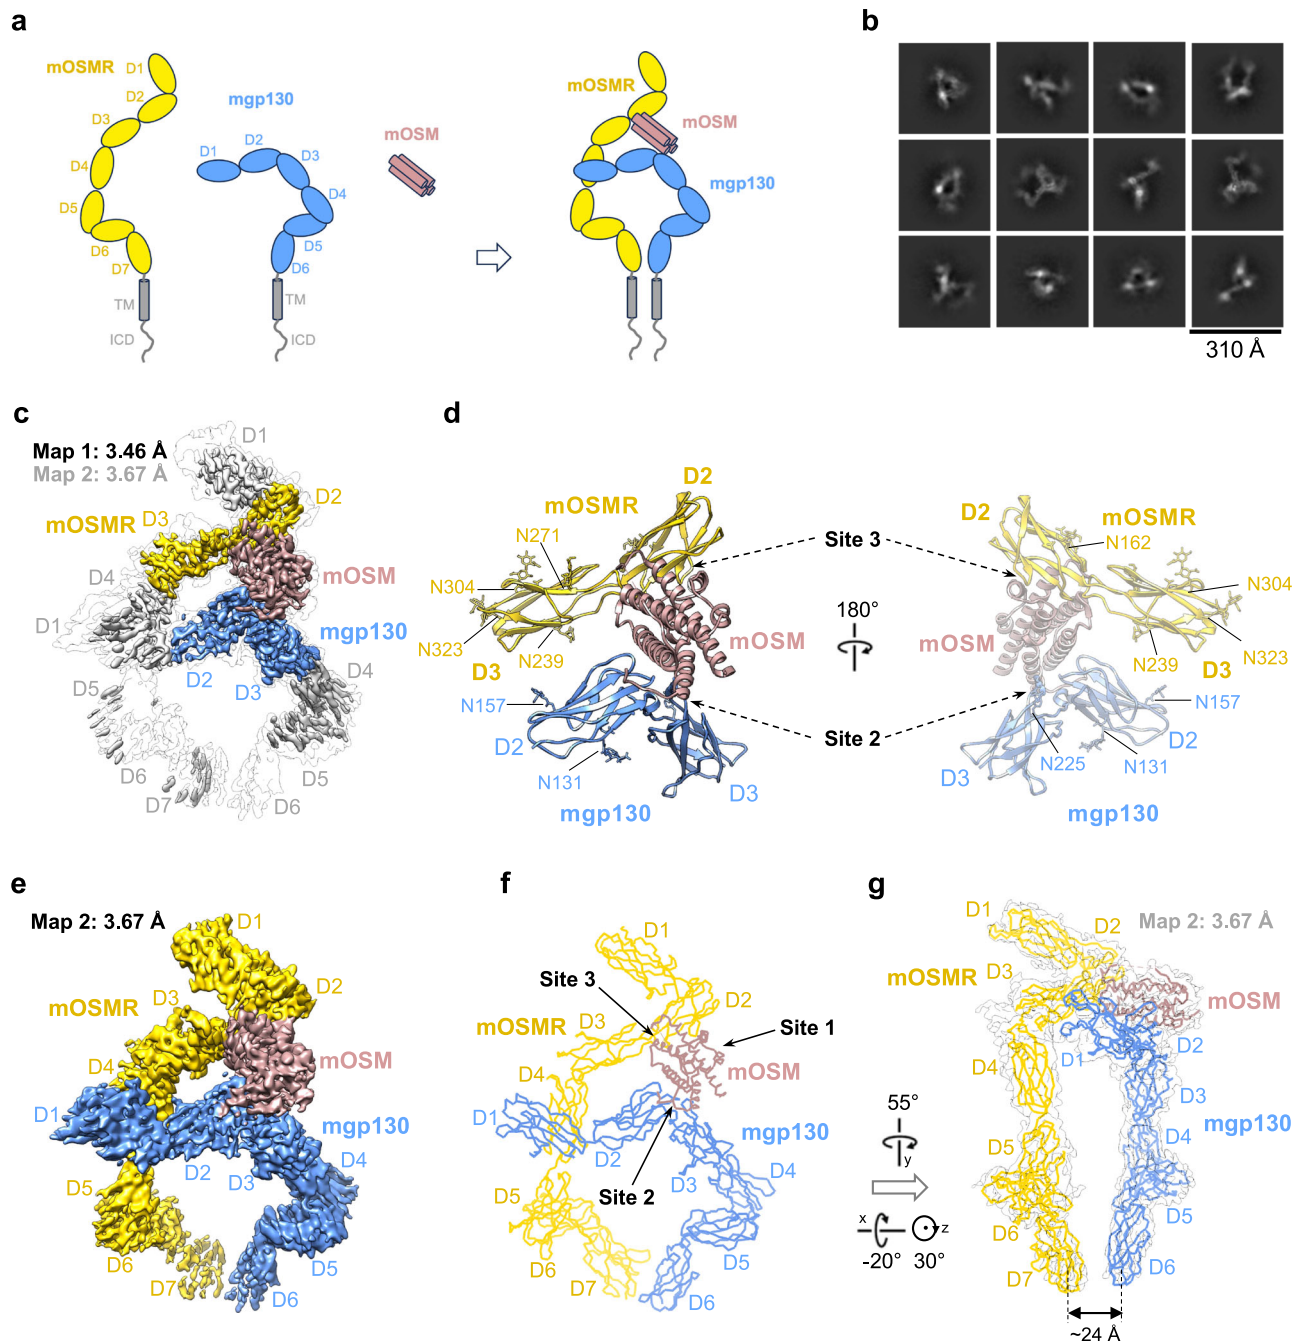 a
mOSMR
D1
D2
D3
D4
D5
D6
D7
TM
ICD
mgp130
D1
D2
D3
D4
D5
D6
TM
ICD
mOSM
mOSMR
mOSM
mgp130
b
310 Å
c
Map 1: 3.46 Å
Map 2: 3.67 Å
D1
D2
D3
mOSMR
D4
mOSM
D1
mgp130
D2
D3
D4
D5
D6
D7
D6
D5
d
D2
mOSMR
N271
N304
N323
N239
D3
mOSM
N157
D2
N131
D3
mgp130
Site 3
180°
Site 2
D2
mOSMR
N162
N304
mOSM
N239
N323
D3
N157
D2
N225
N131
D3
mgp130
e
Map 2: 3.67 Å
D1
D2
D3
mOSMR
D4
mOSM
D1
mgp130
D2
D3
D4
D5
D6
D7
D6
D5
f
D1
Site 3
D2
mOSMR
D3
Site 1
mOSM
D4
D1
mgp130
D2
D3
D4
Site 2
D5
D6
D7
D5
D6
g
D1
D2
Map 2: 3.67 Å
D3
mOSMR
mOSM
D1
D2
D4
D3
mgp130
D4
D5
D5
D6
D7
D6
55°
y
x
z
-20°
30°
~24 Å